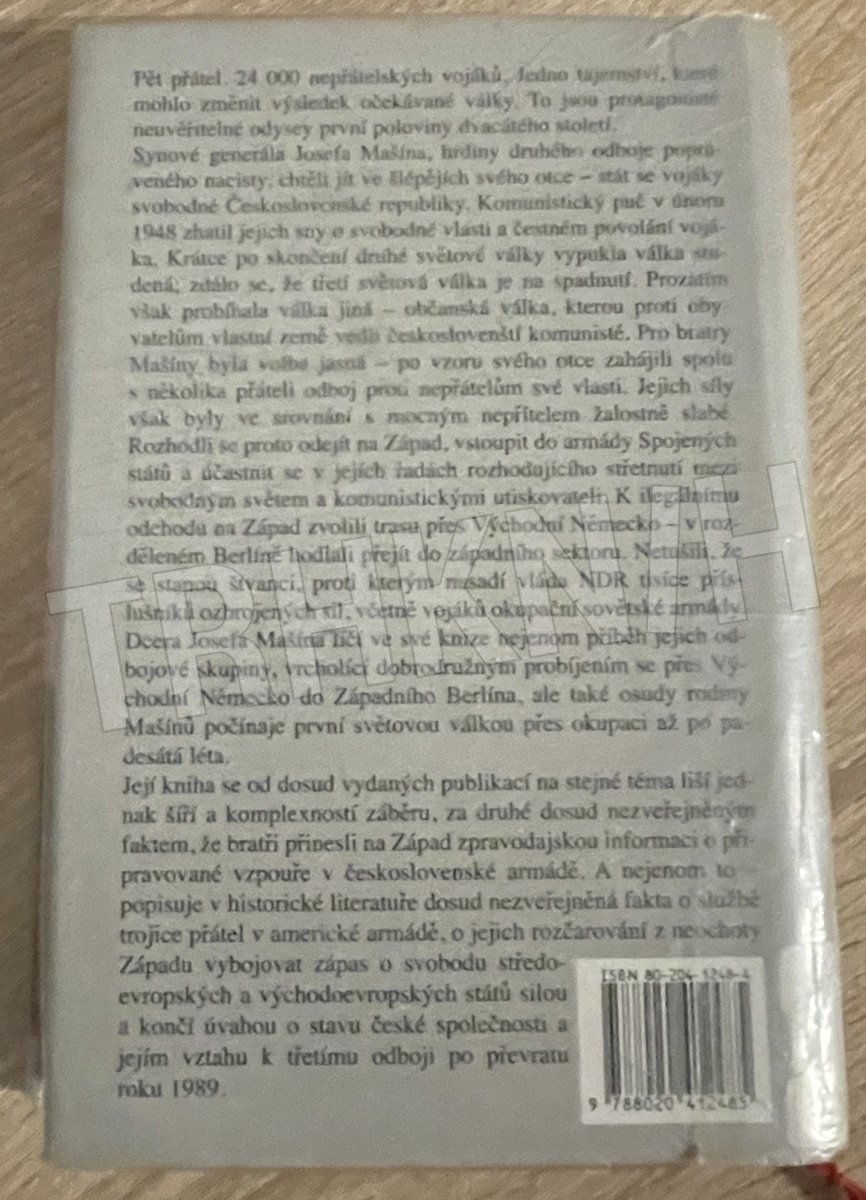 Pět přátel. 24 000 nepřátelských vojáků. Jedno tajemství, které
mohlo změnit výsledek očekávané války. To jsou protagonisté
neuvěřitelné odysey první poloviny dvacátého století.
Synové generála Josefa Mašína, hrdiny druhého odboje popra-
veného nacisty, chtěli jít ve šlépějích svého otce – stát se vojáky
svobodné Československé republiky. Komunistický puč v únoru
1948 zhatil jejich sny o svobodné vlasti a čestném povolání vojá-
ka. Krátce po skončení druhé světové války vypukla válka stu-
dená; zdálo se, že třetí světová válka je na spadnutí. Prozatím
však probíhala válka jiná – občanská válka, kterou proti oby-
vatelům vlastní země vedli českoslovenští komunisté. Pro bratry
Mašíny byla volba jasná – po vzoru svého otce zahájili spolu
s několika přáteli odboj proti nepřátelům své vlasti. Jejich síly
však byly ve srovnání s mocným nepřítelem žalostně slabé.
Rozhodli se proto odejít na Západ, vstoupit do armády Spojených
států a účastnit se v jejích řadách rozhodujícího střetnutí mezi
svobodným světem a komunistickými utiskovateli. K ilegálnímu
odchodu na Západ zvolili trasu přes Východní Německo – v roz-
děleném Berlíně hodlali přejít do západního sektoru. Netušili, že
se stanou štvanci, proti kterým nasadí vláda NDR tisíce přís-
lušníků ozbrojených sil, včetně vojáků okupační sovětské armády.
Dcera Josefa Mašína líčí ve své knize nejenom příběh jejich od-
bojové skupiny, vrcholící dobrodružným probíjením se přes Vý-
chodní Německo do Západního Berlína, ale také osudy rodiny
Mašínů počínaje první světovou válkou přes okupaci až po pa-
desátá léta.
Její kniha se od dosud vydaných publikací na stejné téma liší jed-
nak šíří a komplexností záběru, za druhé dosud nezveřejněným
faktem, že bratři přinesli na Západ zpravodajskou informaci o při-
pravované vzpouře v československé armádě. A nejenom to –
popisuje v historické literatuře dosud nezveřejněná fakta o službě
trojice přátel v americké armádě, o jejich rozčarování z neochoty
Západu vybojovat zápas o svobodu středo-
evropských a východoevropských států silou
a končí úvahou o stavu české společnosti a
jejím vztahu k třetímu odboji po převratu
roku 1989.
ISBN 80-204-1248-4
9 788020 412485